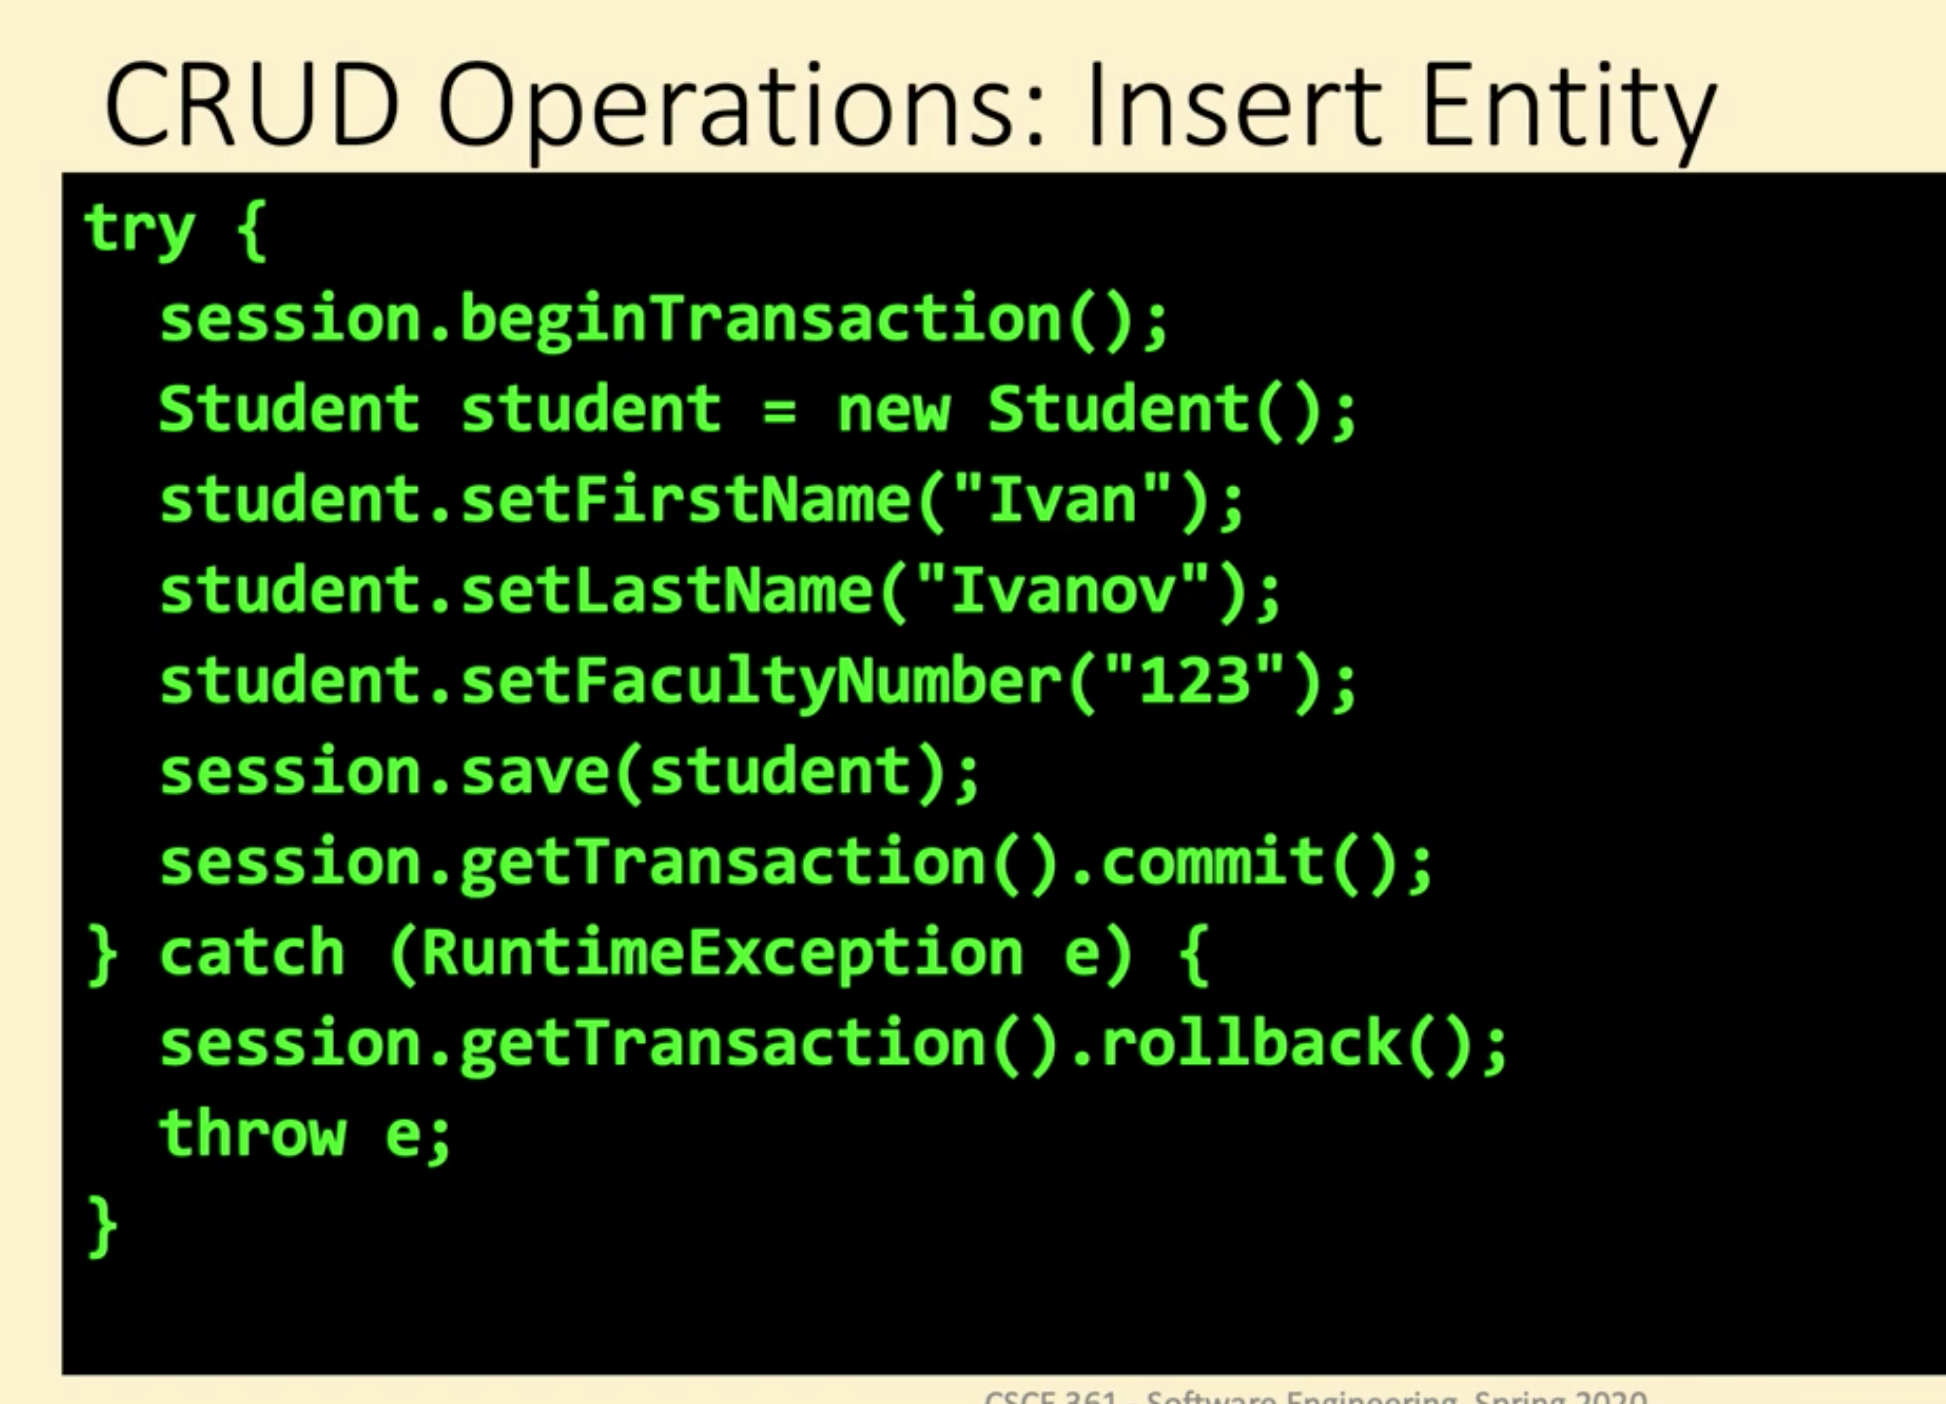 CRUD Operations: Insert Entity
try {
  session.beginTransaction();
  Student student = new Student();
  student.setFirstName("Ivan");
  student.setLastName("Ivanov");
  student.setFacultyNumber("123");
  session.save(student);
  session.getTransaction().commit();
} catch (RuntimeException e) {
  session.getTransaction().rollback();
  throw e;
}
CSCE 361 - Software Engineering, Spring 2020